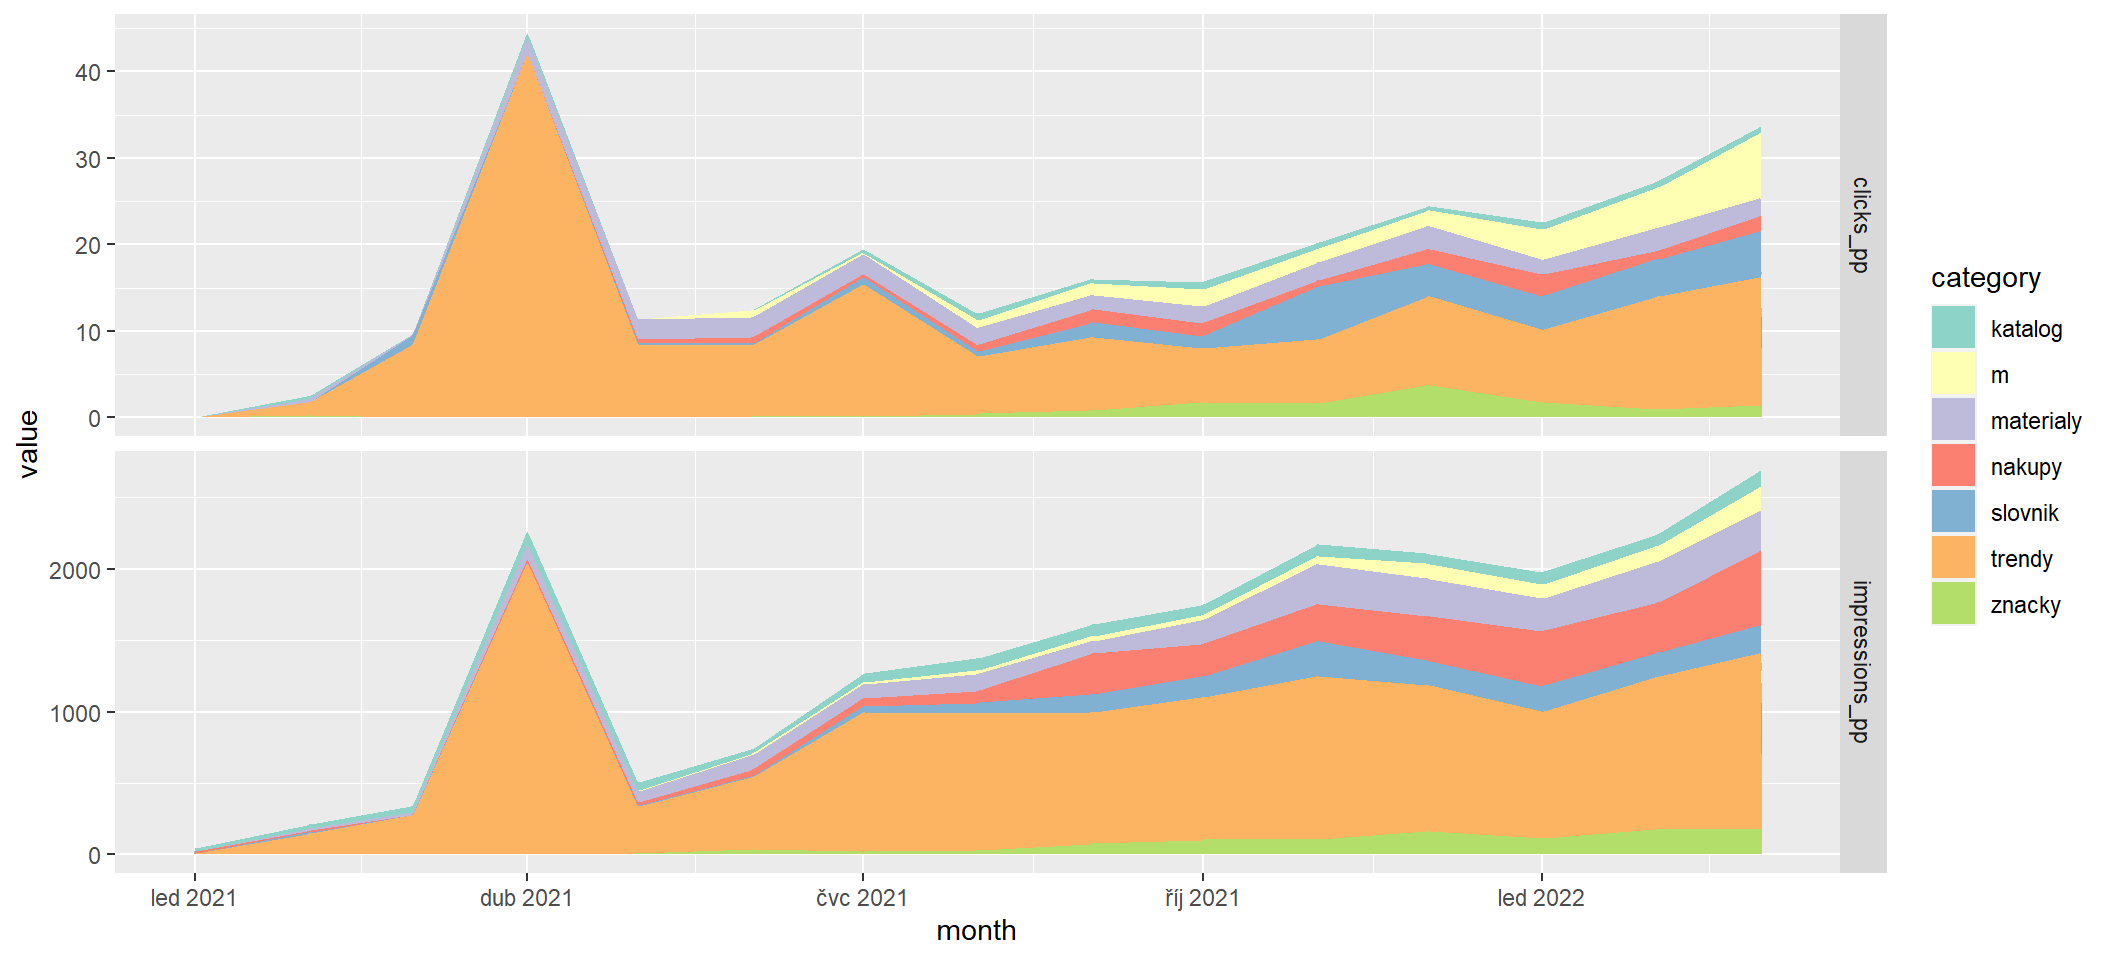 40
30
20
10
0
clicks_pp
value
2000
1000
0
impressions_pp
led 2021
dub 2021
čvc 2021
říj 2021
led 2022
month
category
katalog
m
materialy
nakupy
slovnik
trendy
znacky